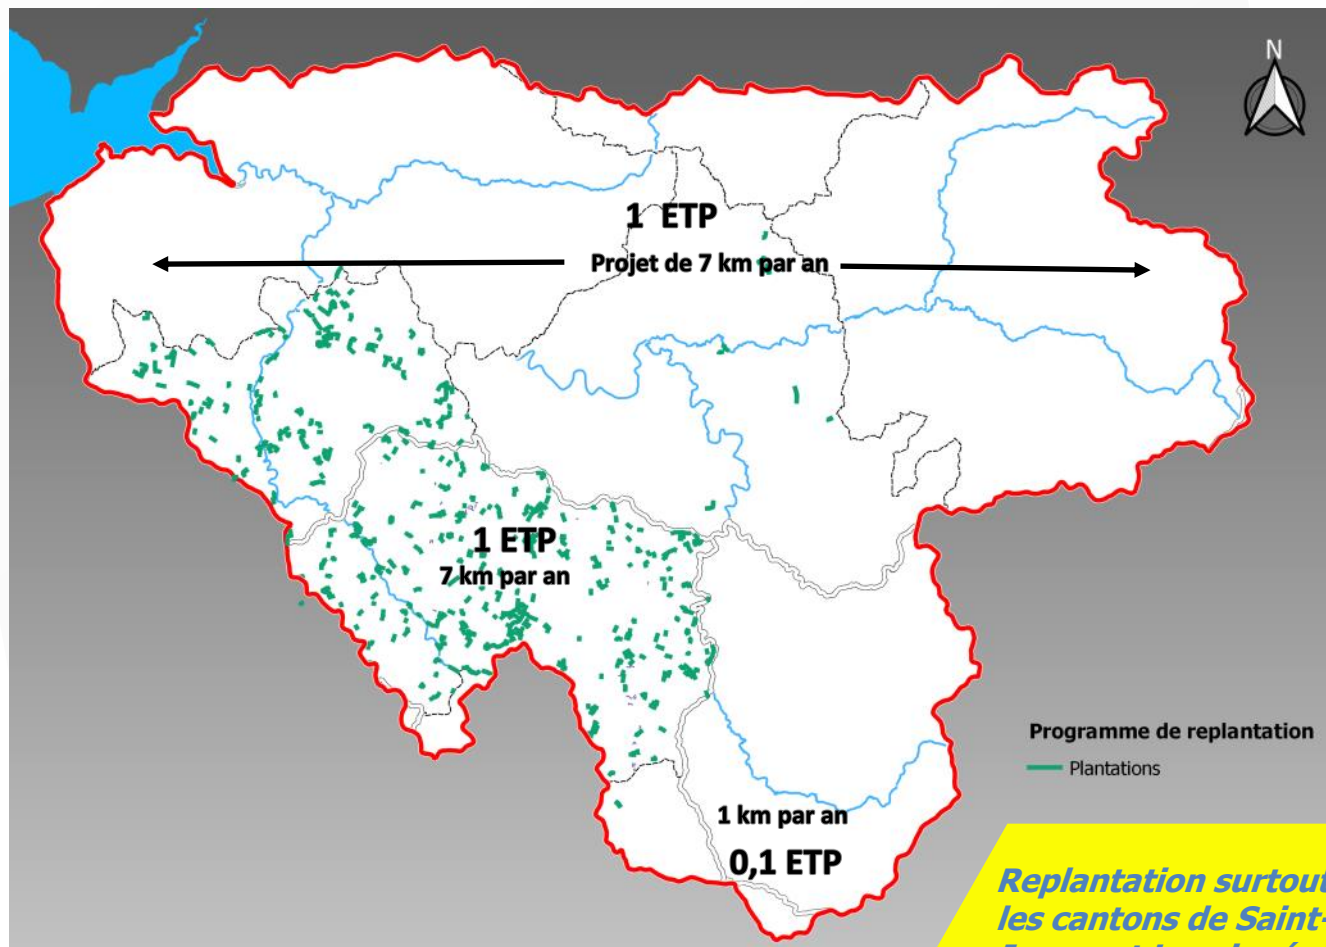 N
1 ETP
Projet de 7 km par an
1 ETP
7 km par an
Programme de replantation
Plantations
1 km par an
0,1 ETP
Replantation surtout
les cantons de Saint-